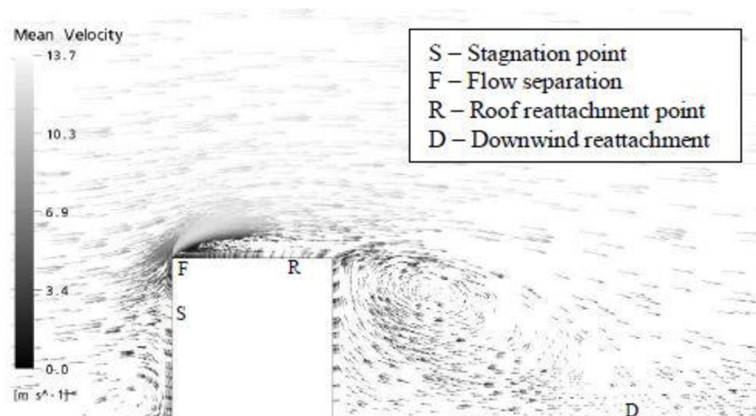 Mean Velocity
13.7
10.3
6.9
3.4
0.0
[m s^-1]
S – Stagnation point
F – Flow separation
R – Roof reattachment point
D – Downwind reattachment
F
R
S
D